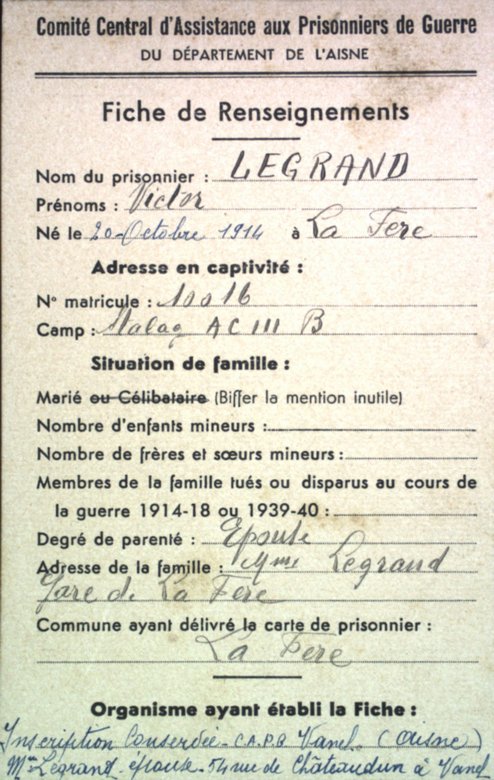 Comité Central d'Assistance aux Prisonniers de Guerre
DU DÉPARTEMENT DE L'AISNE
Fiche de Renseignements
Nom du prisonnier : LEGRAND
Prénoms : Victor
Né le 20 Octobre 1914 à La Fere
Adresse en captivité :
N° matricule : 10016
Camp : Stalag AC III B
Situation de famille :
Marié ou Célibataire (Biffer la mention inutile)
Nombre d'enfants mineurs :
Nombre de frères et sœurs mineurs :
Membres de la famille tués ou disparus au cours de
la guerre 1914-18 ou 1939-40 :
Degré de parenté : Epouse
Adresse de la famille : Mme Legrand
Gare de La Fere
Commune ayant délivré la carte de prisonnier :
La Fere
Organisme ayant établi la Fiche :
Inscription C.A.P.G (Aisne)
Mme Legrand épouse 54 rue de Châteaudun à